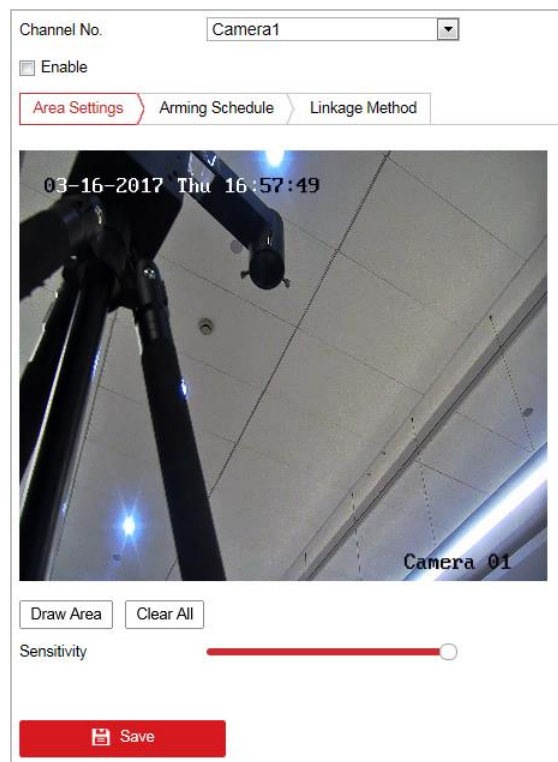 Channel No. Camera1
Enable
Area Settings Arming Schedule Linkage Method
03-16-2017 Thu 16:57:49
Camera 01
Draw Area Clear All
Sensitivity
Save